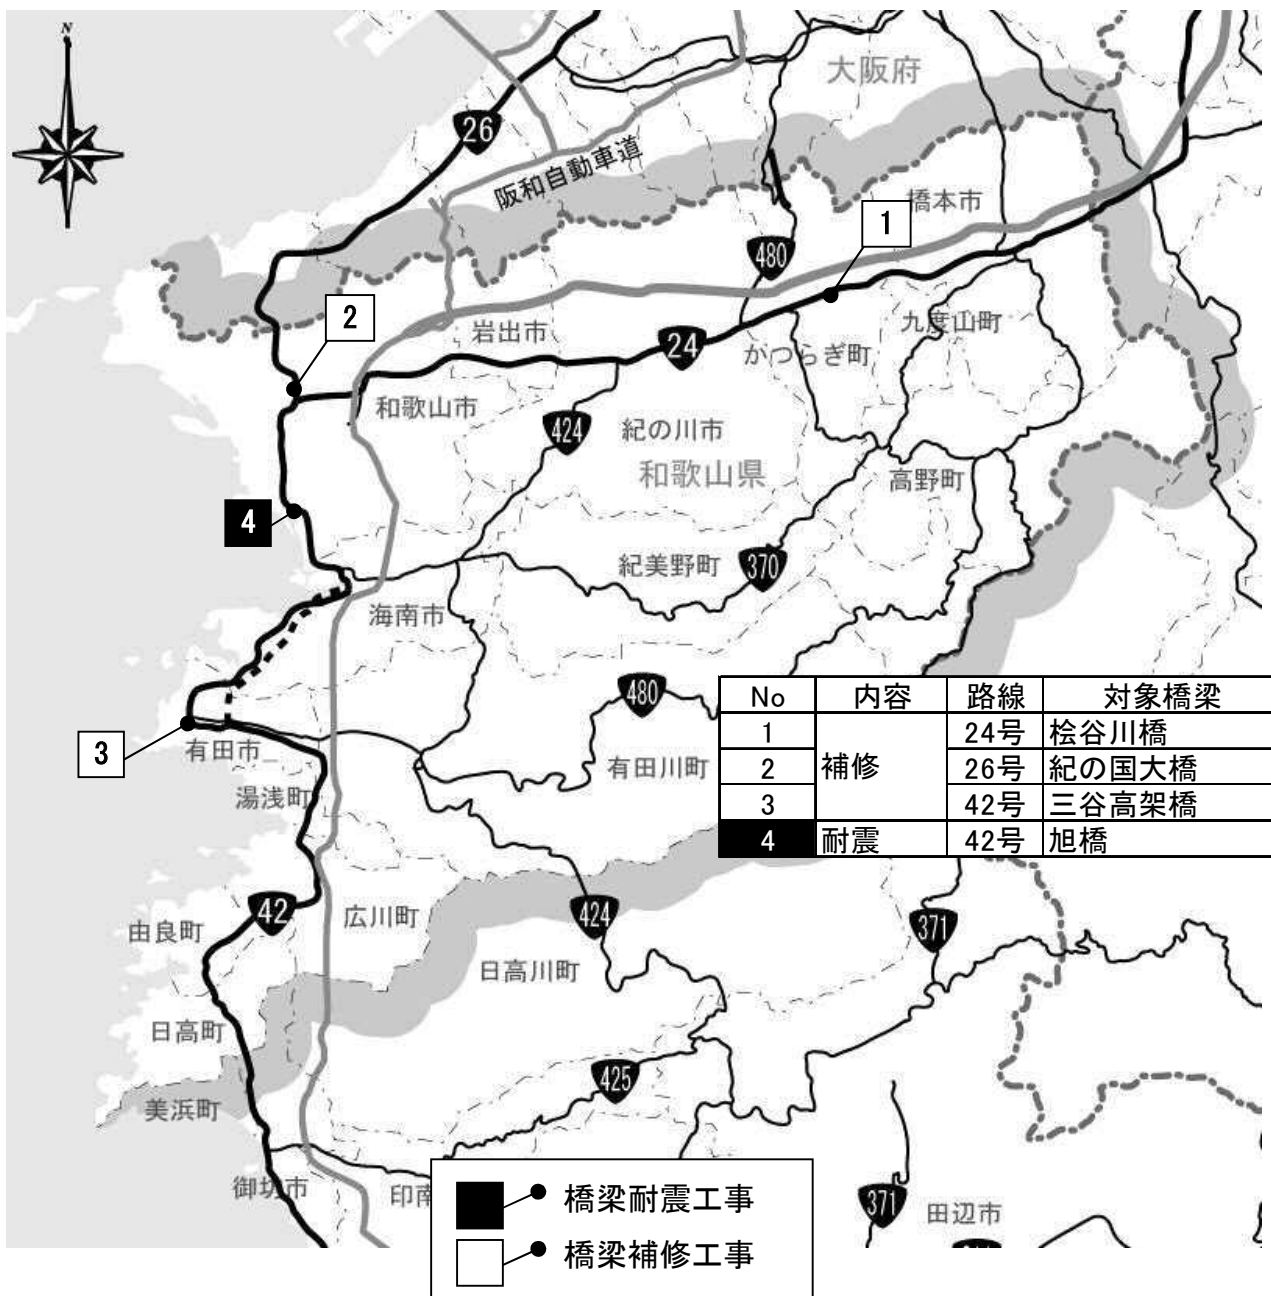 N
大阪府
26
阪和自動車道
橋本市
1
480
2
岩出市
24
かつらぎ町
九度山町
和歌山市
424
紀の川市
和歌山県
高野町
4
紀美野町
370
海南市
480
3
有田市
有田川町
湯浅町
No 内容 路線 対象橋梁
1 補修 24号 桧谷川橋
2 26号 紀の国大橋
3 42号 三谷高架橋
4 耐震 42号 旭橋
42
広川町
424
371
由良町
日高川町
日高町
425
美浜町
御坊市
印南
371
田辺市
橋梁耐震工事
橋梁補修工事